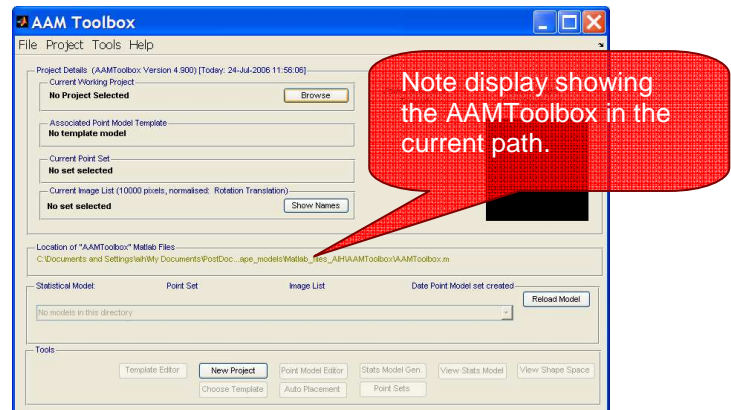 AAM Toolbox
File Project Tools Help
Project Details (AAMToolbox Version 4.900) [Today: 24-Jul-2006 11:56:06]
Current Working Project
No Project Selected
Browse
Associated Point Model Template
No template model
Current Point Set
No set selected
Current Image List (10000 pixels, normalised: Rotation Translation)
No set selected
Show Names
Note display showing
the AAMToolbox in the
current path.
Location of "AAMToolbox" Matlab Files
C:\Documents and Settings\aih\My Documents\PostDoc...ape_models\Matlab_files_AIH\AAMToolbox\AAMToolbox.m
Statistical Model: Point Set Image List Date Point Model set created
Reload Model
No models in this directory
Tools
Template Editor New Project Point Model Editor Stats Model Gen. View Stats Model View Shape Space
Choose Template Auto Placement Point Sets